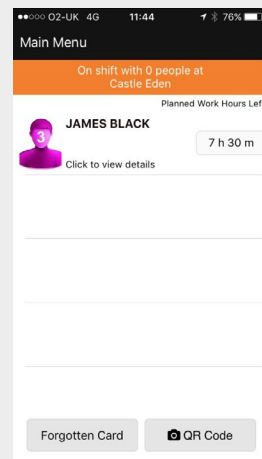 O2-UK 4G 11:44 76%
Main Menu
On shift with 0 people at
Castle Eden
Planned Work Hours Lef
JAMES BLACK
3
7 h 30 m
Click to view details
Forgotten Card QR Code